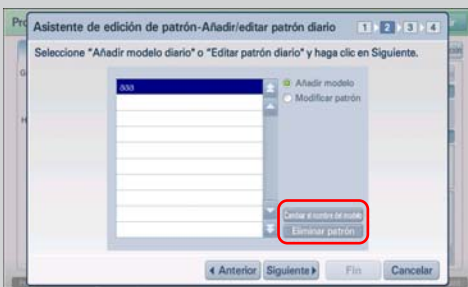 Pro
Asistente de edición de patrón-Añadir/editar patrón diario
1 2 3 4
Seleccione "Añadir modelo diario" o "Editar patrón diario" y haga clic en Siguiente.
aaa
Añadir modelo
Modificar patrón
Cambiar el nombre del modelo
Eliminar patrón
Anterior Siguiente Fin Cancelar